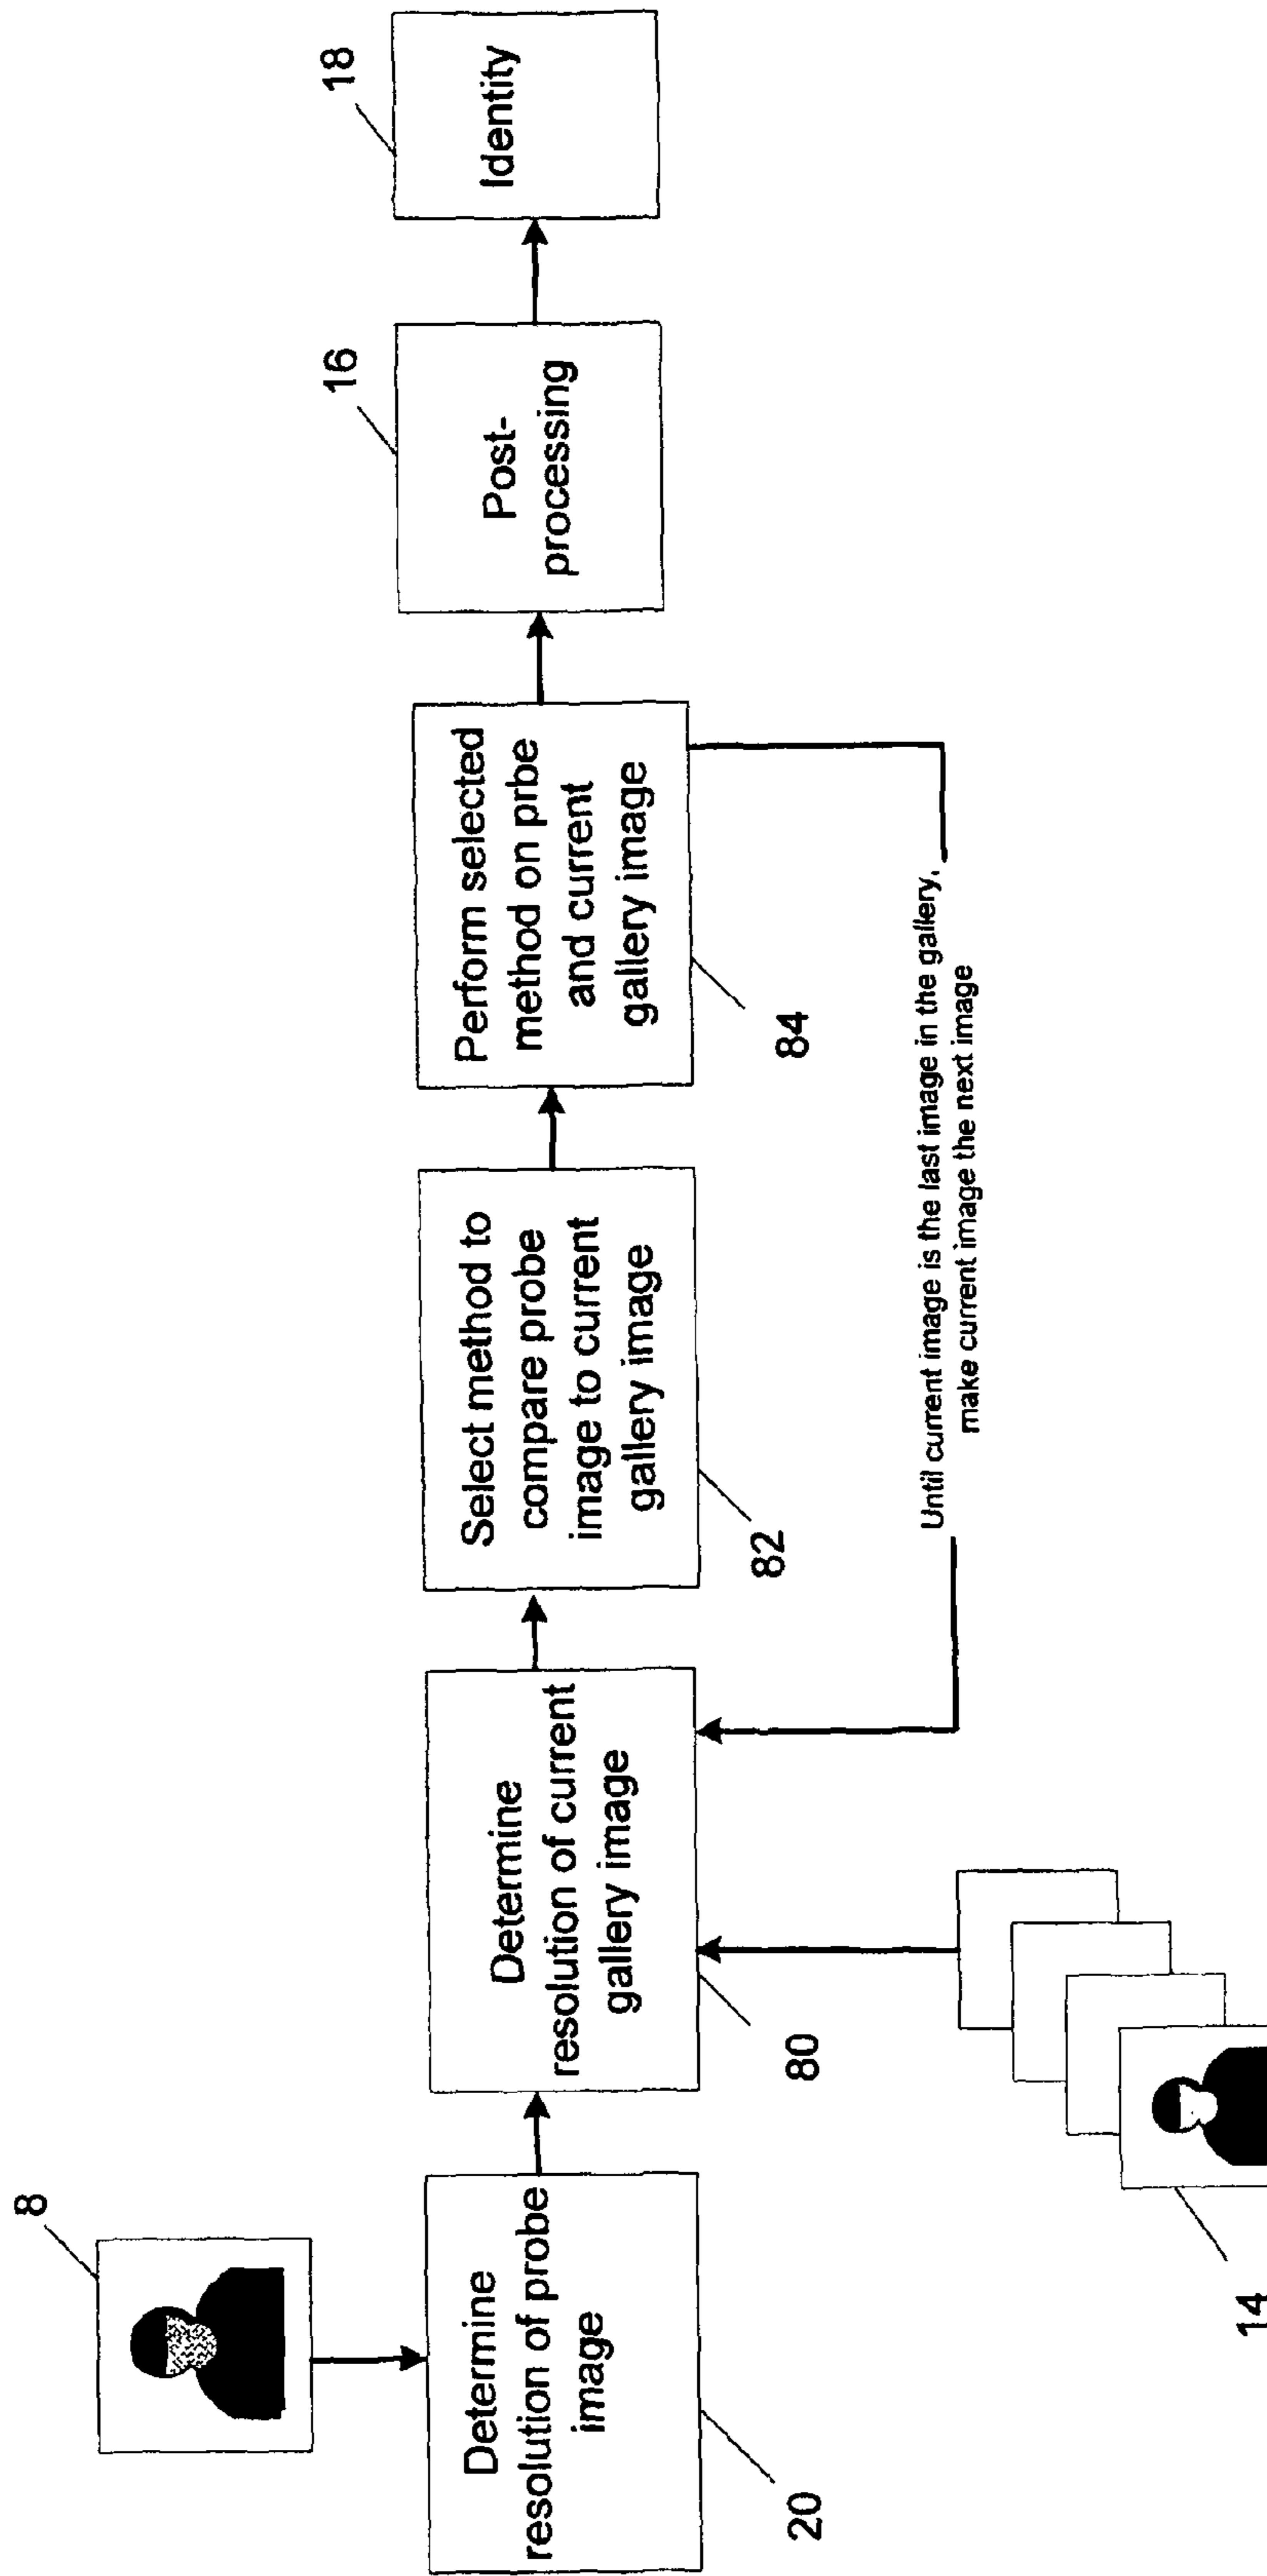 8
Determine
resolution of probe
image
20
Determine
resolution of current
gallery image
80
14
Select method to
compare probe
image to current
gallery image
82
Perform selected
method on prbe
and current
gallery image
84
Until current image is the last image in the gallery,
make current image the next image
Post-
processing
16
Identity
18